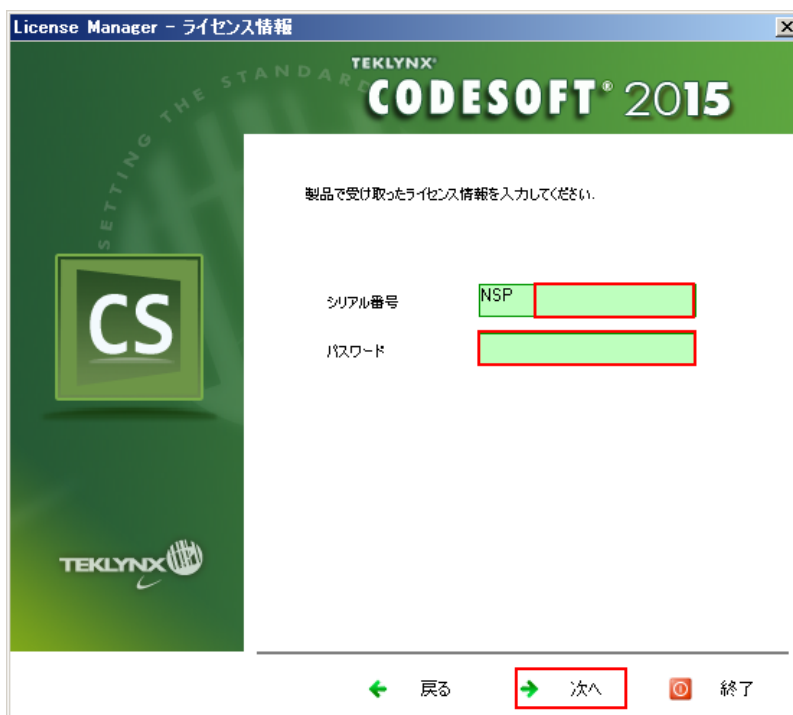 License Manager - ライセンス情報
SETTING THE STANDARD
TEKLYNX®
CODESOFT® 2015
製品で受け取ったライセンス情報を入力してください.
シリアル番号 NSP
パスワード
CS
TEKLYNX
戻る 次へ 終了